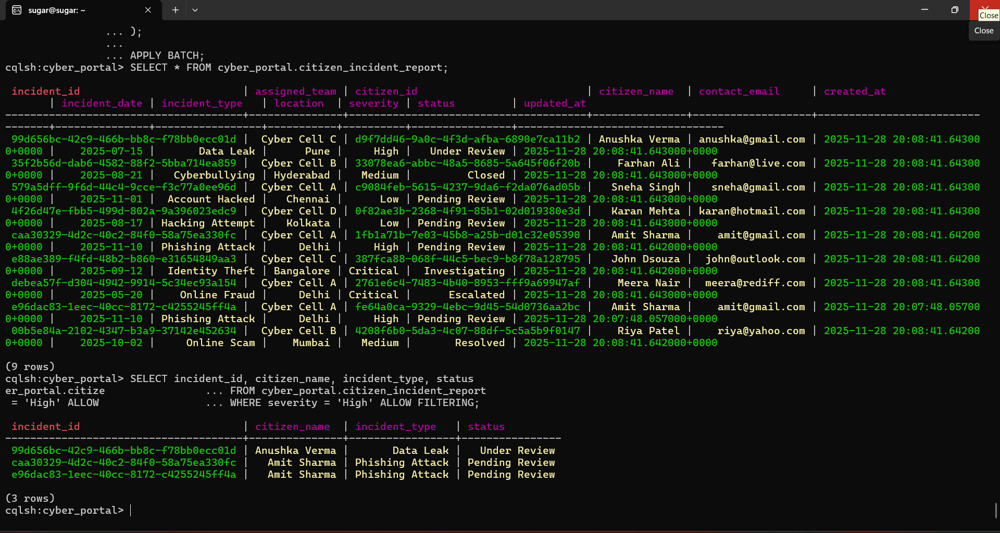 sugar@sugar: ~
Close
Close
... );
...
... APPLY BATCH;
cqlsh:cyber_portal> SELECT * FROM cyber_portal.citizen_incident_report;
incident_id | assigned_team | citizen_id | citizen_name | contact_email | created_at
| incident_date | incident_type | location | severity | status | updated_at
---------------------------------------+---------------+--------------------------------------+---------------+-------------------+--------------------------
-------+---------------+-----------------+-----------+----------+----------------+---------------------------------
99d656bc-42c9-466b-bb8c-f78bb0ecc01d | Cyber Cell C | d9f7dd46-9a0c-4f3d-afba-6890e7ca11b2 | Anushka Verma | anushka@gmail.com | 2025-11-28 20:08:41.64300
0+0000 | 2025-07-15 | Data Leak | Pune | High | Under Review | 2025-11-28 20:08:41.643000+0000
35f2b56d-dab6-4582-88f2-5bba714ea859 | Cyber Cell B | 33078ea6-abbc-48a5-8685-5a645f06f20b | Farhan Ali | farhan@live.com | 2025-11-28 20:08:41.64300
0+0000 | 2025-08-21 | Cyberbullying | Hyderabad | Medium | Closed | 2025-11-28 20:08:41.643000+0000
579a5dff-9f6d-44c4-9cce-f3c77a0ee96d | Cyber Cell A | c9084feb-5615-4237-9da6-f2da076ad05b | Sneha Singh | sneha@gmail.com | 2025-11-28 20:08:41.64300
0+0000 | 2025-11-01 | Account Hacked | Chennai | Low | Pending Review | 2025-11-28 20:08:41.643000+0000
4f26d47e-fbb5-499d-802a-9a396023edc9 | Cyber Cell D | 0f82ae3b-2368-4f91-85b1-02d019380e3d | Karan Mehta | karan@hotmail.com | 2025-11-28 20:08:41.64300
0+0000 | 2025-08-17 | Hacking Attempt | Kolkata | Low | Pending Review | 2025-11-28 20:08:41.643000+0000
caa30329-4d2c-40c2-84f0-58a75ea330fc | Cyber Cell A | 1fb1a71b-7e03-45b8-a25b-d01c32e05390 | Amit Sharma | amit@gmail.com | 2025-11-28 20:08:41.64200
0+0000 | 2025-11-10 | Phishing Attack | Delhi | High | Pending Review | 2025-11-28 20:08:41.642000+0000
e88ae389-f4fd-48b2-b860-e31654849aa3 | Cyber Cell C | 387fca88-068f-44c5-bec9-b8f78a128795 | John Dsouza | john@outlook.com | 2025-11-28 20:08:41.64200
0+0000 | 2025-09-12 | Identity Theft | Bangalore | Critical | Investigating | 2025-11-28 20:08:41.642000+0000
debea57f-d304-4942-9914-5c34ec93a154 | Cyber Cell A | 2761e6c4-7483-4b40-8953-fff9a69947af | Meera Nair | meera@rediff.com | 2025-11-28 20:08:41.64300
0+0000 | 2025-05-20 | Online Fraud | Delhi | Critical | Escalated | 2025-11-28 20:08:41.643000+0000
e96dac83-1eec-40cc-8172-c4255245ff4a | Cyber Cell A | fe64a0ca-9329-4ebc-9d45-54d0736aa2bc | Amit Sharma | amit@gmail.com | 2025-11-28 20:07:48.05700
0+0000 | 2025-11-10 | Phishing Attack | Delhi | High | Pending Review | 2025-11-28 20:07:48.057000+0000
00b5e84a-2102-4347-b3a9-37142e452634 | Cyber Cell B | 4208f6b0-5da3-4c07-88df-5c5a5b9f0147 | Riya Patel | riya@yahoo.com | 2025-11-28 20:08:41.64200
0+0000 | 2025-10-02 | Online Scam | Mumbai | Medium | Resolved | 2025-11-28 20:08:41.642000+0000
(9 rows)
cqlsh:cyber_portal> SELECT incident_id, citizen_name, incident_type, status
er_portal.citize ... FROM cyber_portal.citizen_incident_report
= 'High' ALLOW ... WHERE severity = 'High' ALLOW FILTERING;
incident_id | citizen_name | incident_type | status
--------------------------------------+---------------+-----------------+----------------
99d656bc-42c9-466b-bb8c-f78bb0ecc01d | Anushka Verma | Data Leak | Under Review
caa30329-4d2c-40c2-84f0-58a75ea330fc | Amit Sharma | Phishing Attack | Pending Review
e96dac83-1eec-40cc-8172-c4255245ff4a | Amit Sharma | Phishing Attack | Pending Review
(3 rows)
cqlsh:cyber_portal>